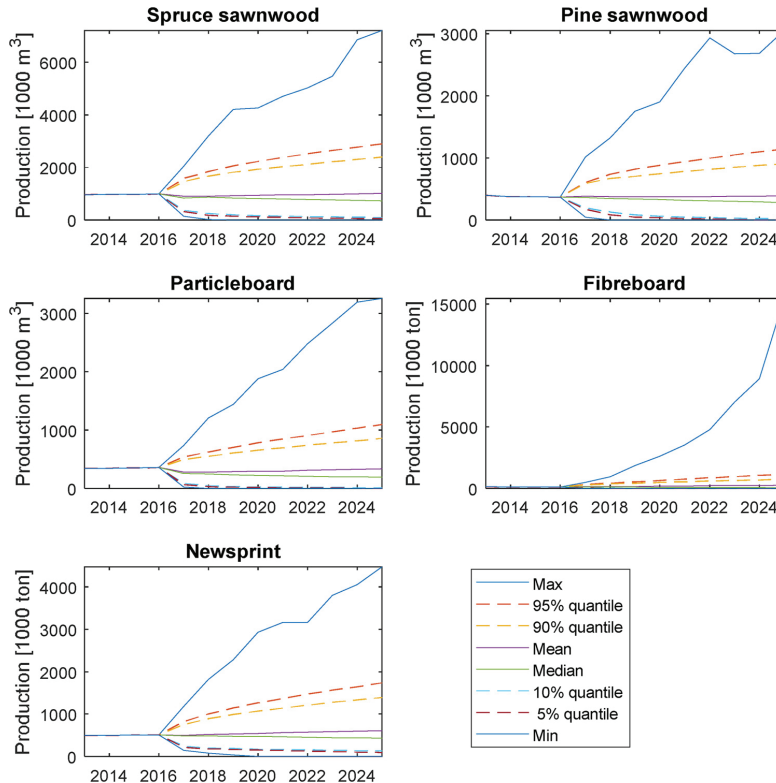 Spruce sawnwood
Production [1000 m³]
6000
4000
2000
0
2014 2016 2018 2020 2022 2024
Pine sawnwood
Production [1000 m³]
3000
2000
1000
0
2014 2016 2018 2020 2022 2024
Particleboard
Production [1000 m³]
3000
2000
1000
0
2014 2016 2018 2020 2022 2024
Fibreboard
Production [1000 ton]
15000
10000
5000
0
2014 2016 2018 2020 2022 2024
Newsprint
Production [1000 ton]
4000
3000
2000
1000
0
2014 2016 2018 2020 2022 2024
Max
95% quantile
90% quantile
Mean
Median
10% quantile
5% quantile
Min